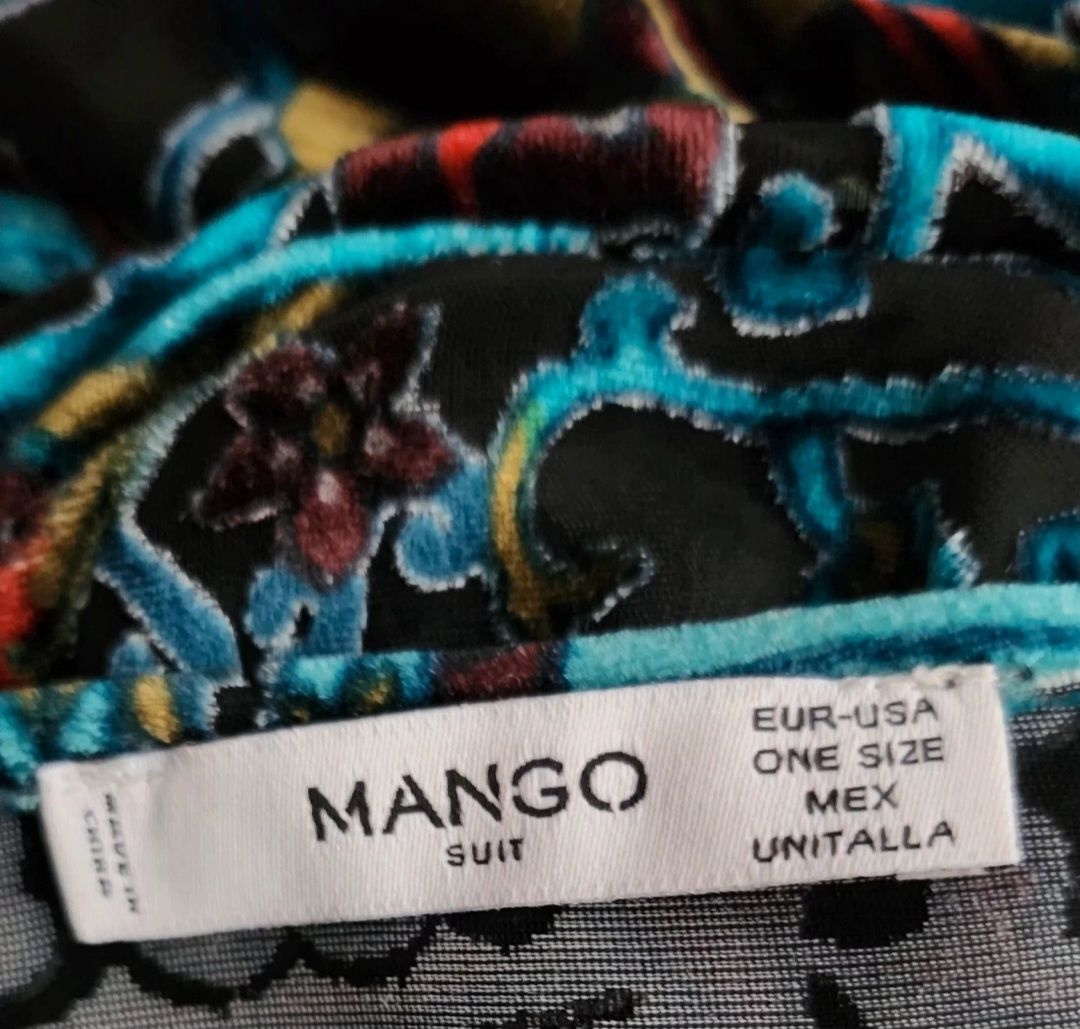 MANGO
SUIT
EUR-USA
ONE SIZE
MEX
UNITALLA
MADE IN
CHINA